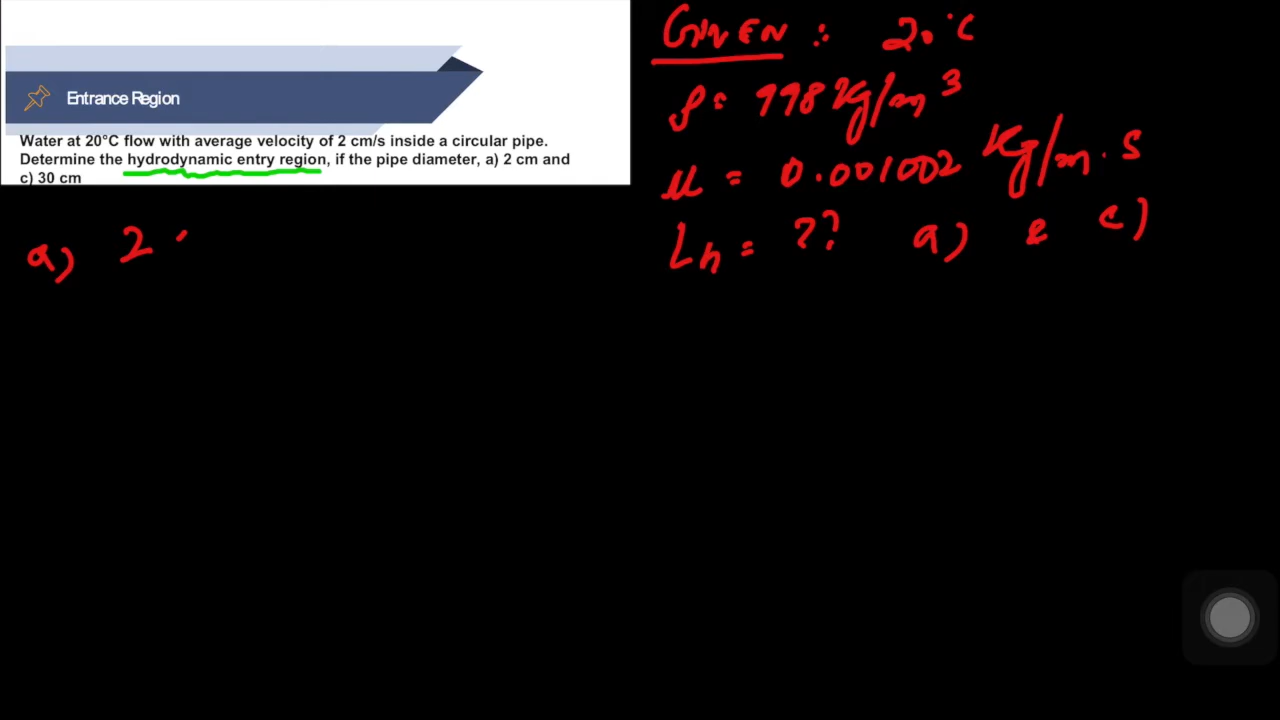 Entrance Region
Water at 20°C flow with average velocity of 2 cm/s inside a circular pipe.
Determine the hydrodynamic entry region, if the pipe diameter, a) 2 cm and
c) 30 cm
GIVEN : 20°C
ρ = 998 Kg/m³
μ = 0.001002 Kg/m.s
Lh = ?? a) & c)
a) 2